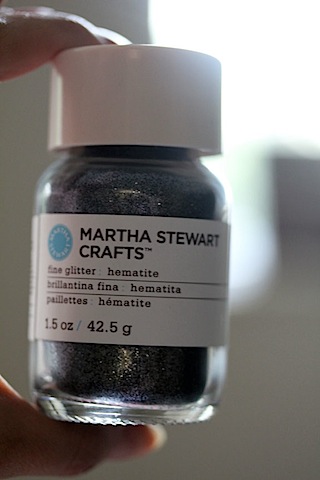 MARTHA STEWART
CRAFTS™
fine glitter : hematite
brillantina fina : hematita
paillettes : hématite
1.5 oz / 42.5 g